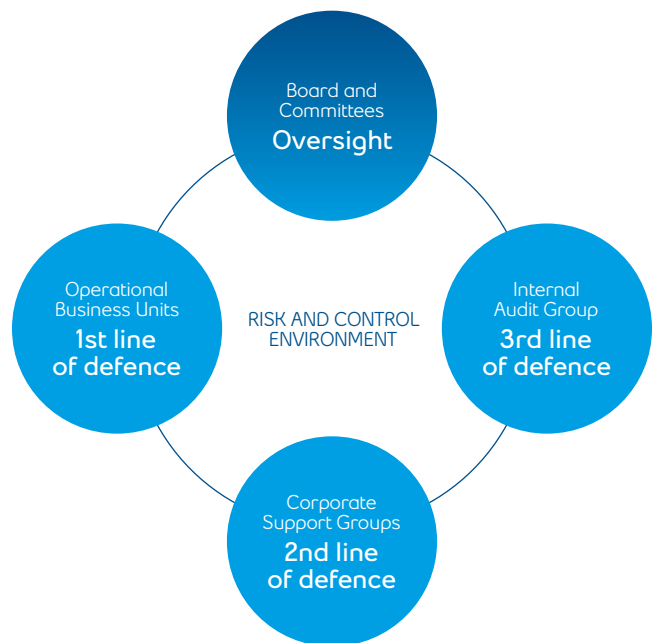 Board and
Committees
Oversight
Operational
Business Units
1st line
of defence
RISK AND CONTROL
ENVIRONMENT
Internal
Audit Group
3rd line
of defence
Corporate
Support Groups
2nd line
of defence